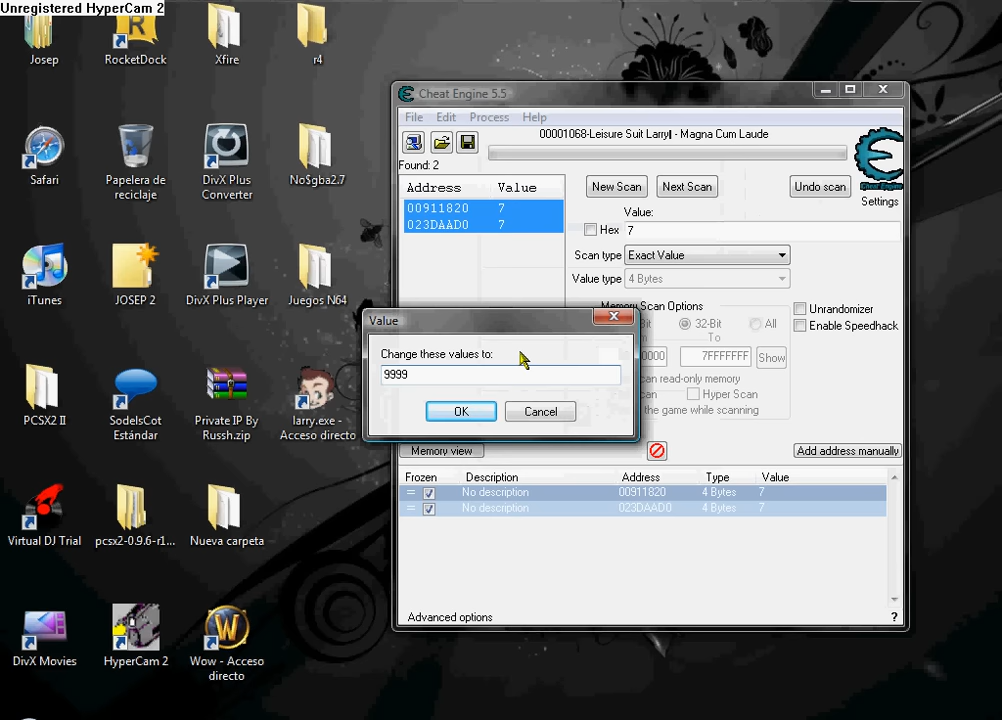 Unregistered HyperCam 2
Josep
RocketDock
Xfire
r4
Safari
Papelera de
reciclaje
DivX Plus
Converter
No$gba2.7
iTunes
JOSEP 2
DivX Plus Player
Juegos N64
PCSX2 II
SodelsCot
Estándar
Private IP By
Russh.zip
larry.exe -
Acceso directo
Virtual DJ Trial
pcsx2-0.9.6-r1...
Nueva carpeta
DivX Movies
HyperCam 2
Wow - Acceso
directo
Cheat Engine 5.5
File Edit Process Help
00001068-Leisure Suit Larry - Magna Cum Laude
Found: 2
Address Value
00911820 7
023DAAD0 7
New Scan Next Scan Undo scan
Cheat Engine
Settings
Value:
Hex 7
Scan type Exact Value
Value type 4 Bytes
Memory Scan Options
32-Bit All
To
7FFFFFFF Show
read-only memory
Hyper Scan
the game while scanning
Unrandomizer
Enable Speedhack
Value
Change these values to:
9999
OK Cancel
Memory view Add address manually
Frozen Description Address Type Value
= No description 00911820 4 Bytes 7
= No description 023DAAD0 4 Bytes 7
Advanced options ?